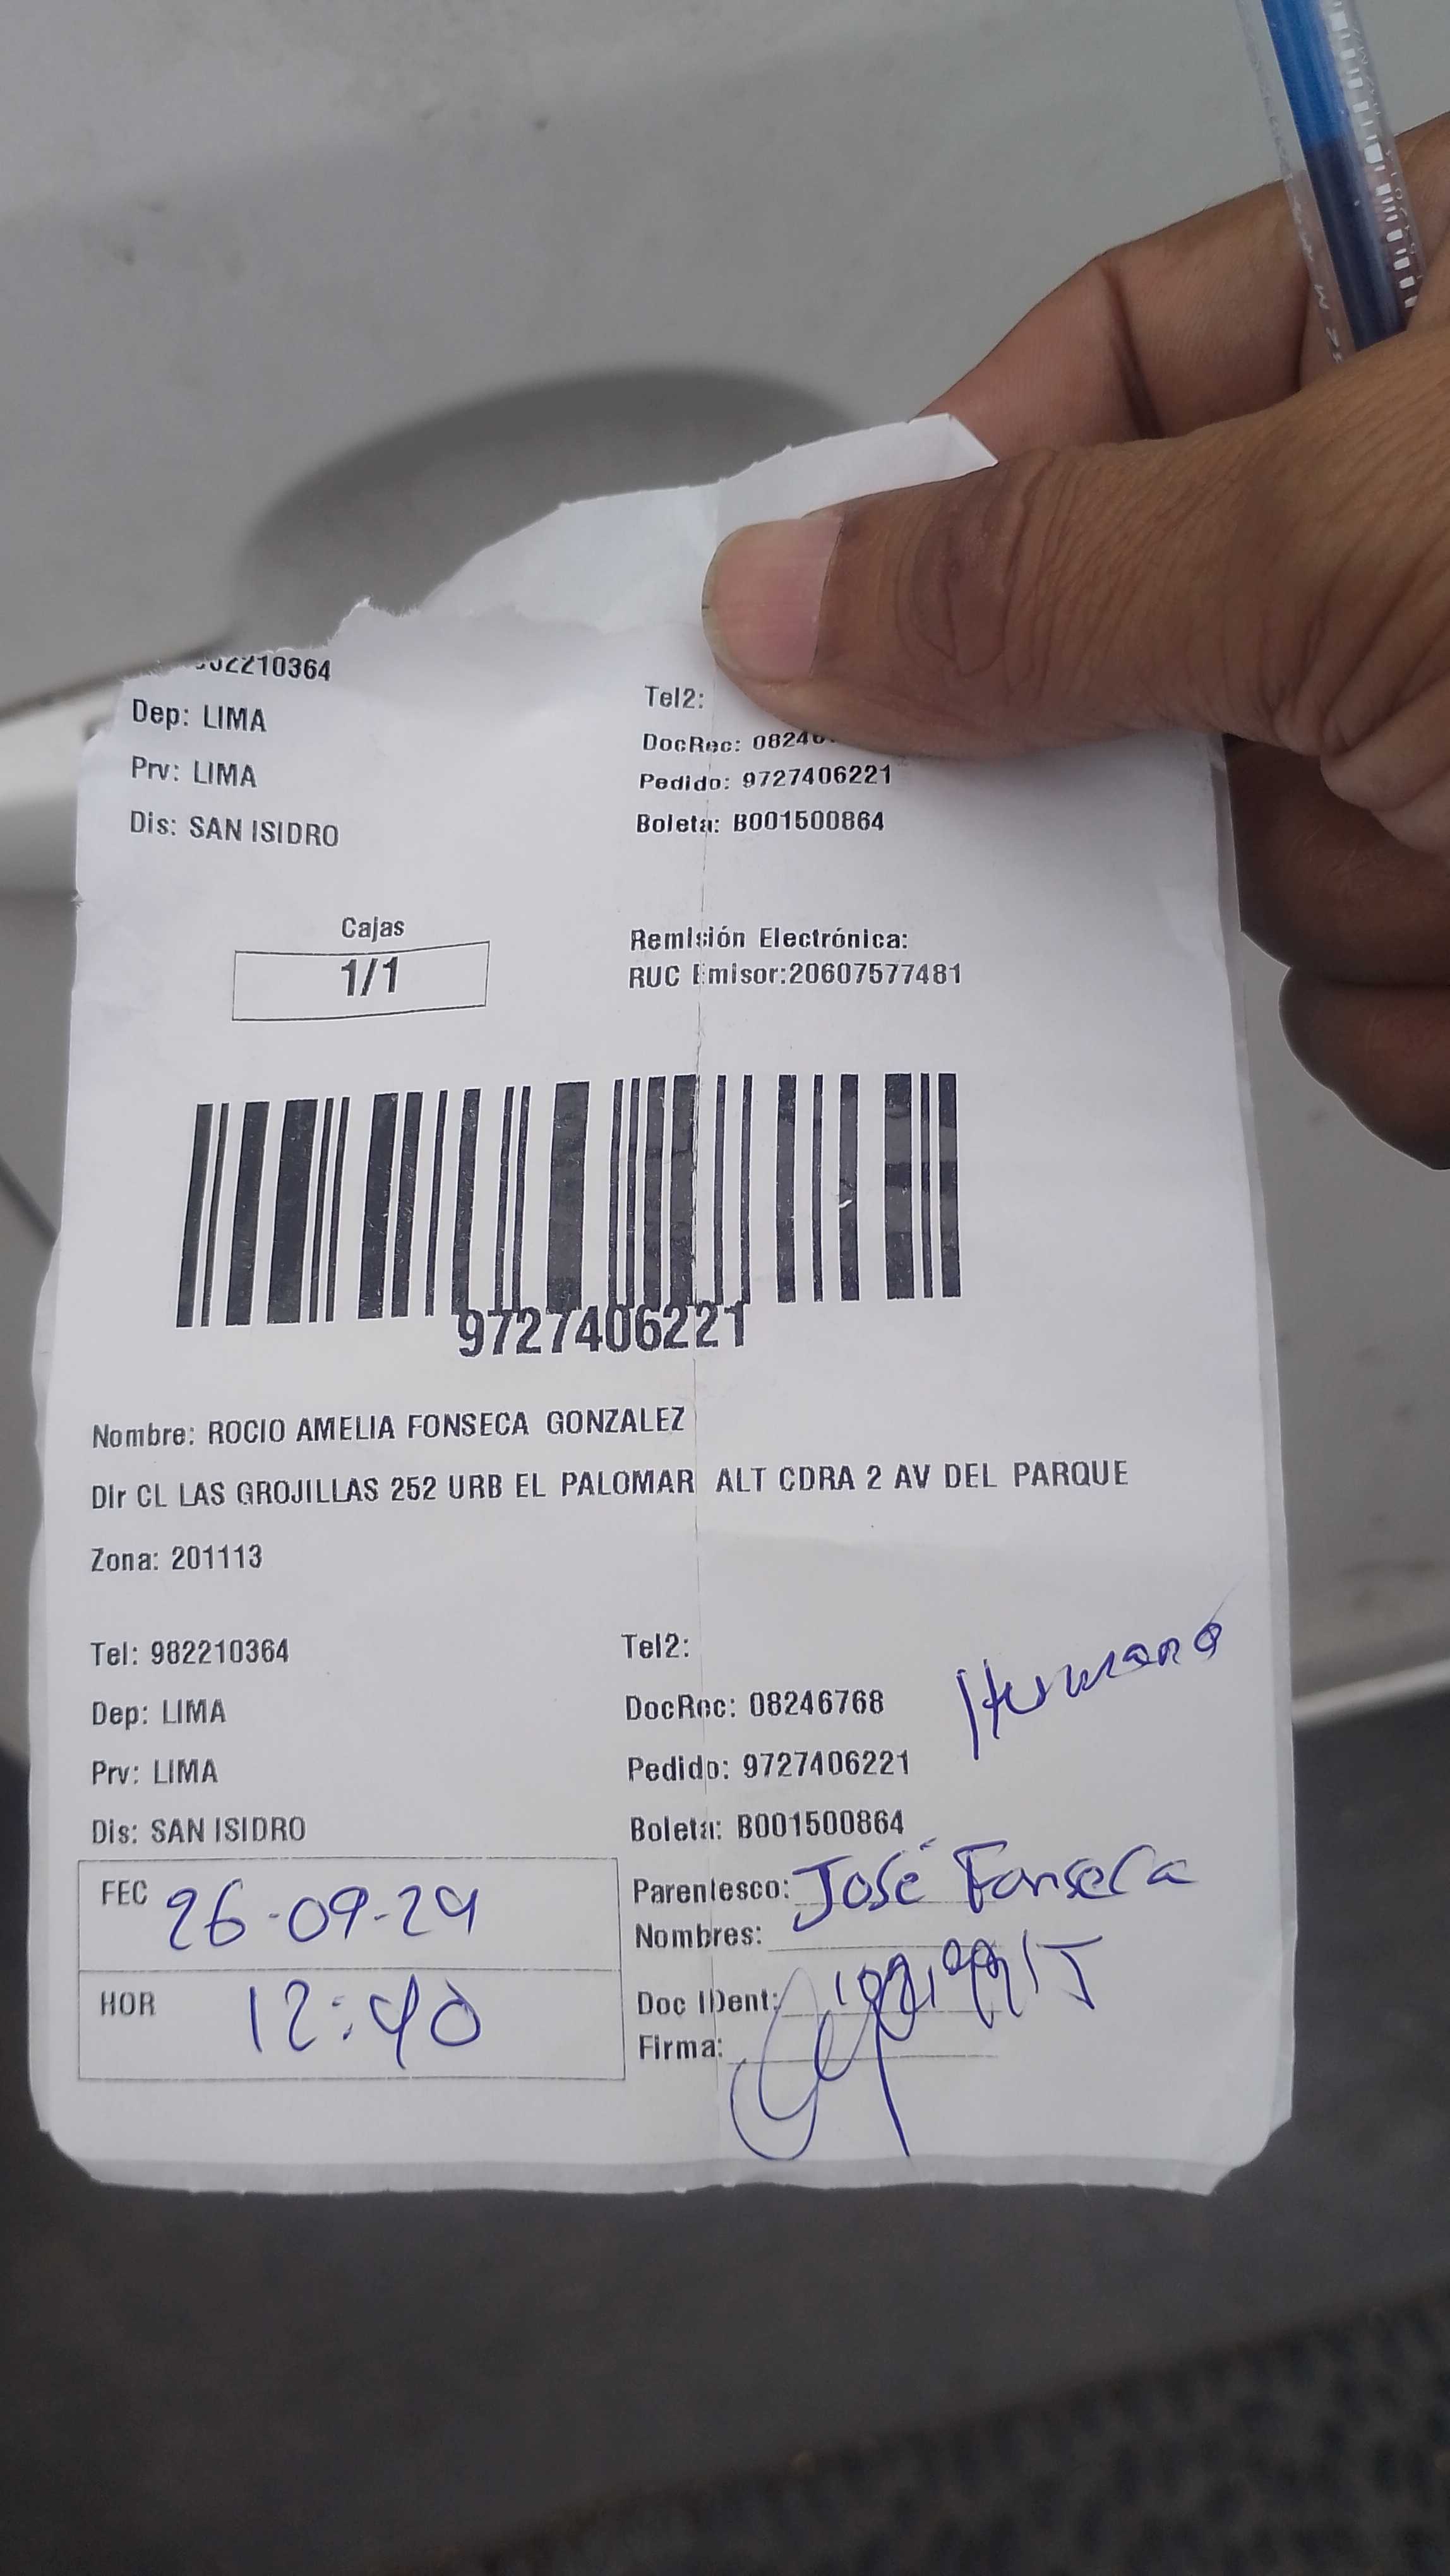 2210364
Dep: LIMA
Prv: LIMA
Dis: SAN ISIDRO
Tel2:
DocRec: 08246
Pedido: 9727406221
Boleta: B001500864
Cajas
1/1
Remisión Electrónica:
RUC Emisor:20607577481
9727406221
Nombre: ROCIO AMELIA FONSECA GONZALEZ
Dir CL LAS GROJILLAS 252 URB EL PALOMAR ALT CDRA 2 AV DEL PARQUE
Zona: 201113
Tel: 982210364
Dep: LIMA
Prv: LIMA
Dis: SAN ISIDRO
Tel2:
DocRec: 08246768
Pedido: 9727406221
Boleta: B001500864
Hermano
FEC 26-09-24
HOR 12:40
Parentesco: José Fonseca
Nombres:
Doc IDent:
Firma: